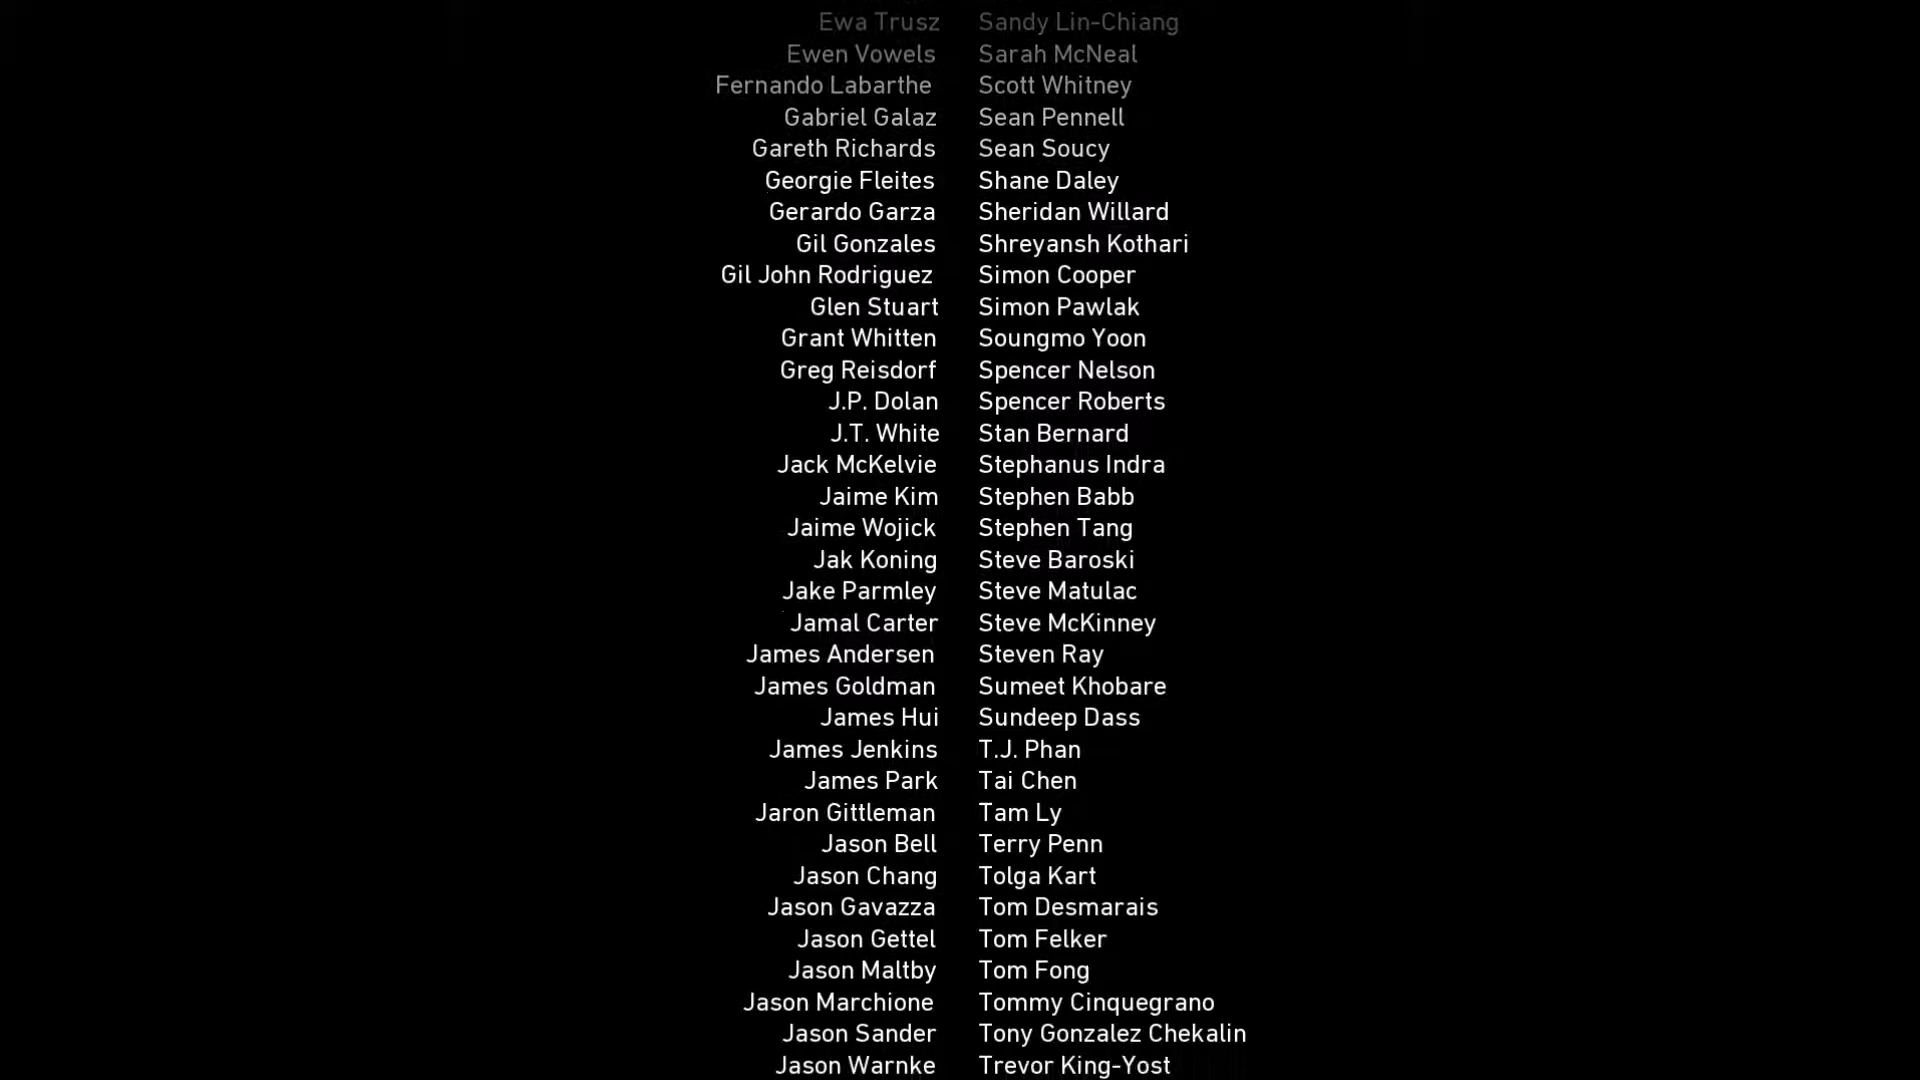 Ewa Trusz Sandy Lin-Chiang
Ewen Vowels Sarah McNeal
Fernando Labarthe Scott Whitney
Gabriel Galaz Sean Pennell
Gareth Richards Sean Soucy
Georgie Fleites Shane Daley
Gerardo Garza Sheridan Willard
Gil Gonzales Shreyansh Kothari
Gil John Rodriguez Simon Cooper
Glen Stuart Simon Pawlak
Grant Whitten Soungmo Yoon
Greg Reisdorf Spencer Nelson
J.P. Dolan Spencer Roberts
J.T. White Stan Bernard
Jack McKelvie Stephanus Indra
Jaime Kim Stephen Babb
Jaime Wojick Stephen Tang
Jak Koning Steve Baroski
Jake Parmley Steve Matulac
Jamal Carter Steve McKinney
James Andersen Steven Ray
James Goldman Sumeet Khobare
James Hui Sundeep Dass
James Jenkins T.J. Phan
James Park Tai Chen
Jaron Gittleman Tam Ly
Jason Bell Terry Penn
Jason Chang Tolga Kart
Jason Gavazza Tom Desmarais
Jason Gettel Tom Felker
Jason Maltby Tom Fong
Jason Marchione Tommy Cinquegrano
Jason Sander Tony Gonzalez Chekalin
Jason Warnke Trevor King-Yost